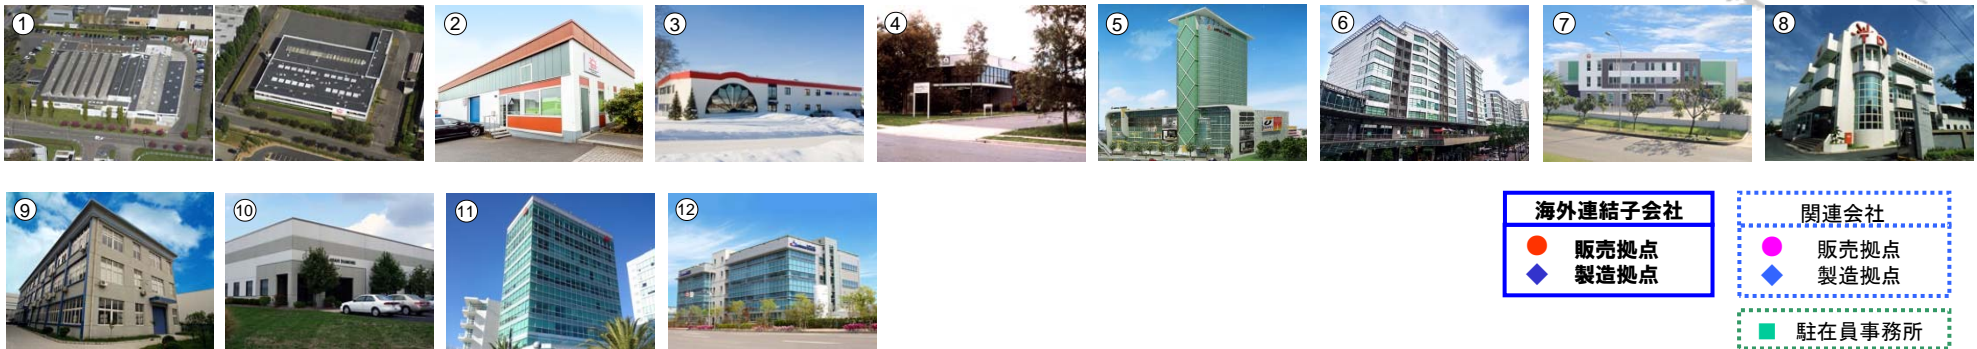 ① ② ③ ④ ⑤ ⑥ ⑦ ⑧
⑨ ⑩ ⑪ ⑫
海外連結子会社
販売拠点
製造拠点
関連会社
販売拠点
製造拠点
駐在員事務所